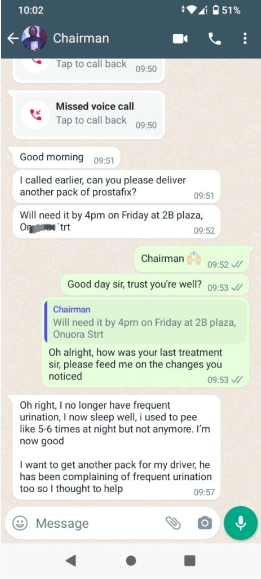 10:02
51%
Chairman
Tap to call back 09:50
Missed voice call
Tap to call back 09:50
Good morning 09:51
I called earlier, can you please deliver
another pack of prostafix?
09:51
Will need it by 4pm on Friday at 2B plaza,
trt 09:52
Chairman 🙌🏻 09:52
Good day sir, trust you're well? 09:53
Chairman
Will need it by 4pm on Friday at 2B plaza,
Onuora Strt
Oh alright, how was your last treatment
sir, please feed me on the changes you
noticed 09:53
Oh right, I no longer have frequent
urination, I now sleep well, i used to pee
like 5-6 times at night but not anymore. I'm
now good
I want to get another pack for my driver, he
has been complaining of frequent urination
too so I thought to help 09:57
Message